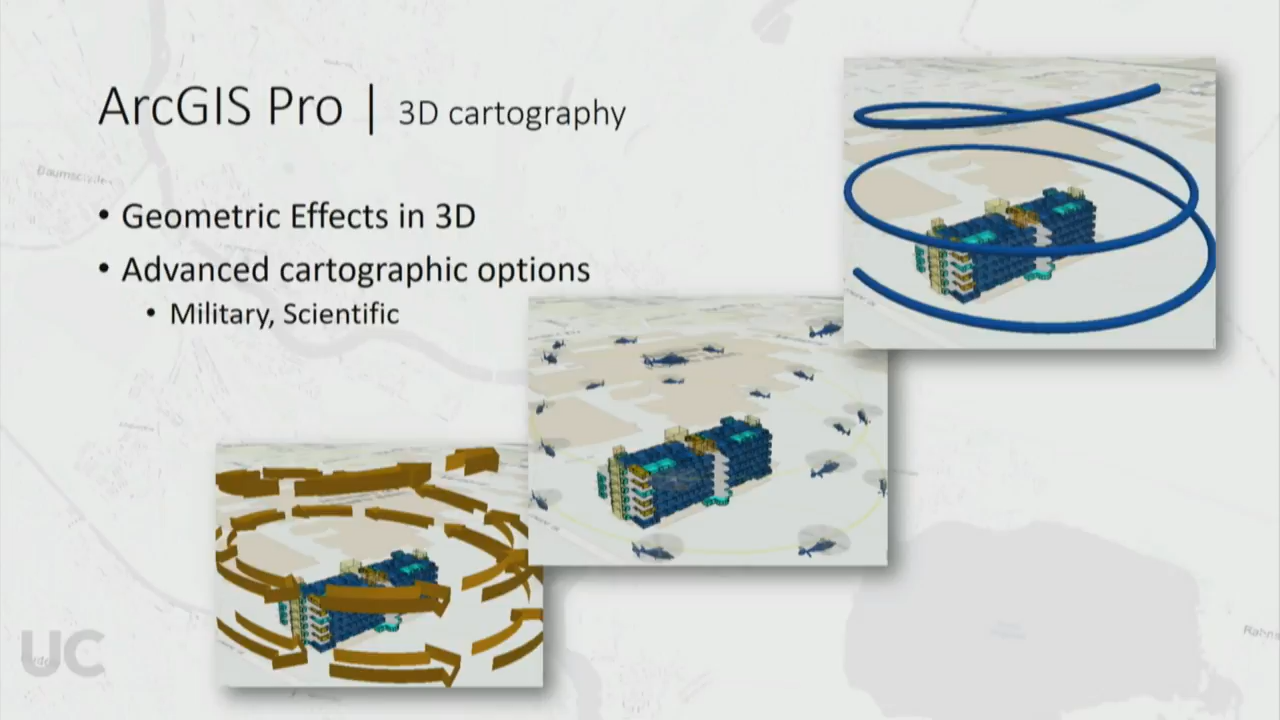 ArcGIS Pro | 3D cartography
• Geometric Effects in 3D
• Advanced cartographic options
• Military, Scientific
UC